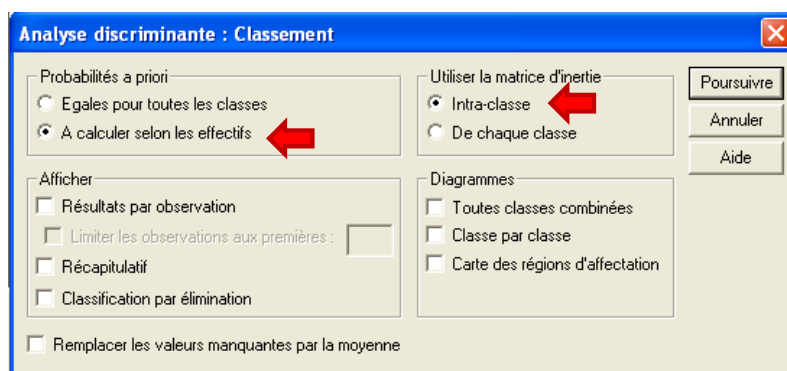 Analyse discriminante : Classement
Probabilités a priori
Egales pour toutes les classes
A calculer selon les effectifs
Utiliser la matrice d'inertie
Intra-classe
De chaque classe
Poursuivre
Annuler
Aide
Afficher
Résultats par observation
Limiter les observations aux premières :
Récapitulatif
Classification par élimination
Diagrammes
Toutes classes combinées
Classe par classe
Carte des régions d'affectation
Remplacer les valeurs manquantes par la moyenne